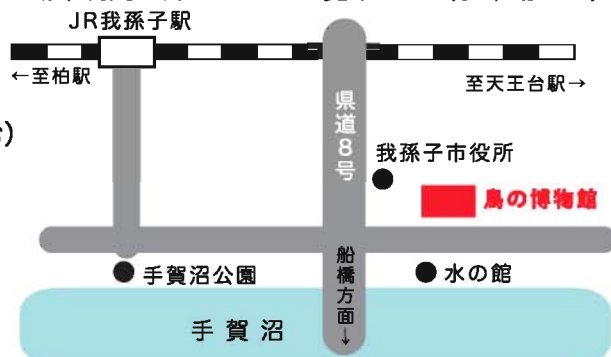 JR我孫子駅
←至柏駅
至天王台駅→
県道8号
我孫子市役所
鳥の博物館
手賀沼公園
船橋方面↓
水の館
手賀沼